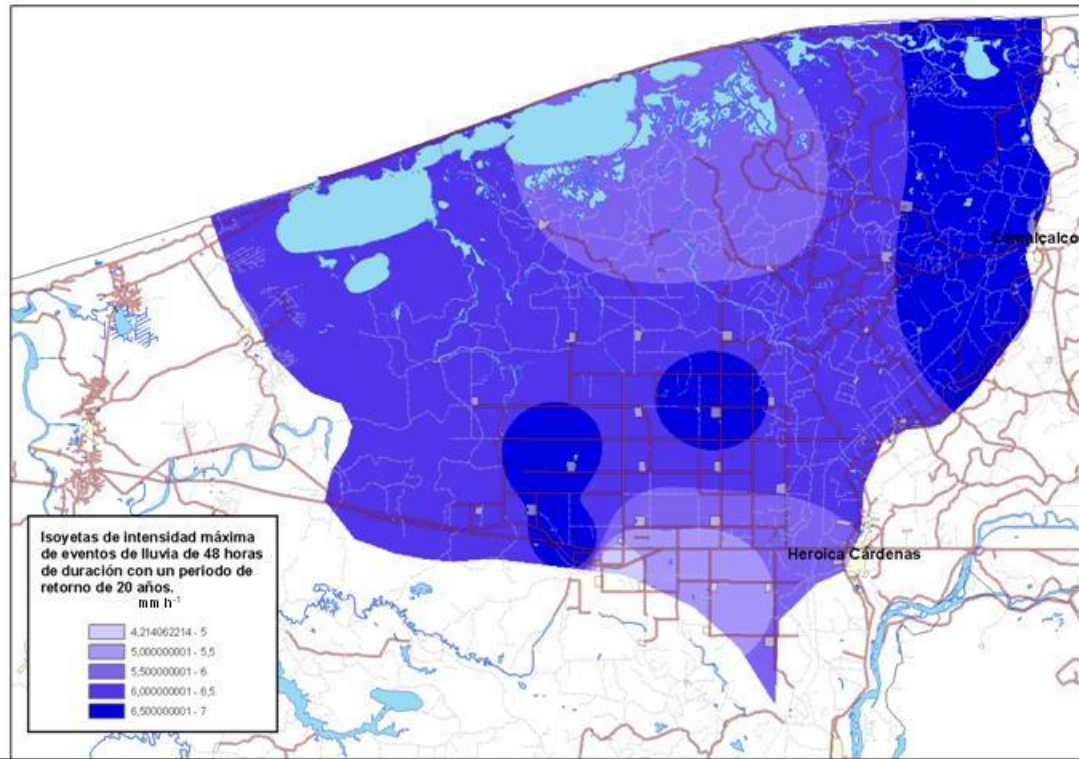 Comalcalco
Heroica Cárdenas
Isoyetas de intensidad máxima
de eventos de lluvia de 48 horas
de duración con un periodo de
retorno de 20 años.
mm h⁻¹
4,214062214 - 5
5,000000001 - 5,5
5,500000001 - 6
6,000000001 - 6,5
6,500000001 - 7